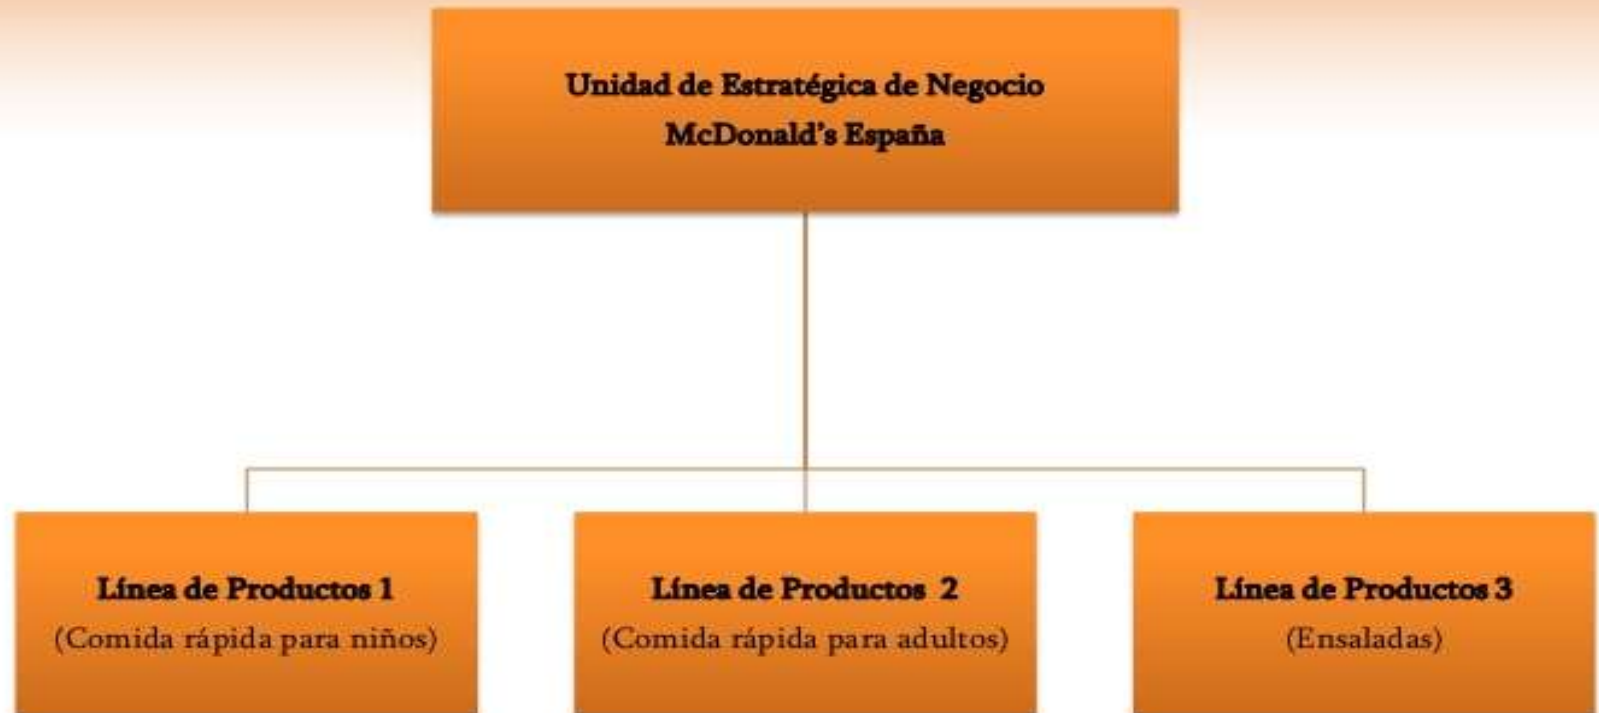 Unidad de Estratégica de Negocio
McDonald's España
Línea de Productos 1
(Comida rápida para niños)
Línea de Productos 2
(Comida rápida para adultos)
Línea de Productos 3
(Ensaladas)